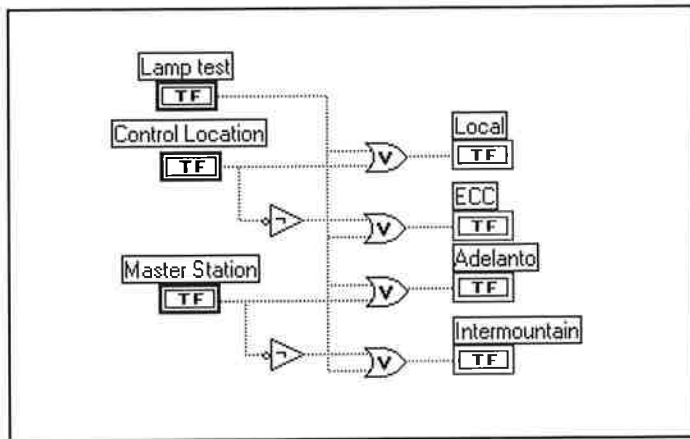 Lamp test
TF
Control Location
TF
Local
TF
V
ECC
TF
V
Master Station
TF
Adelanto
TF
V
Intermountain
TF
V